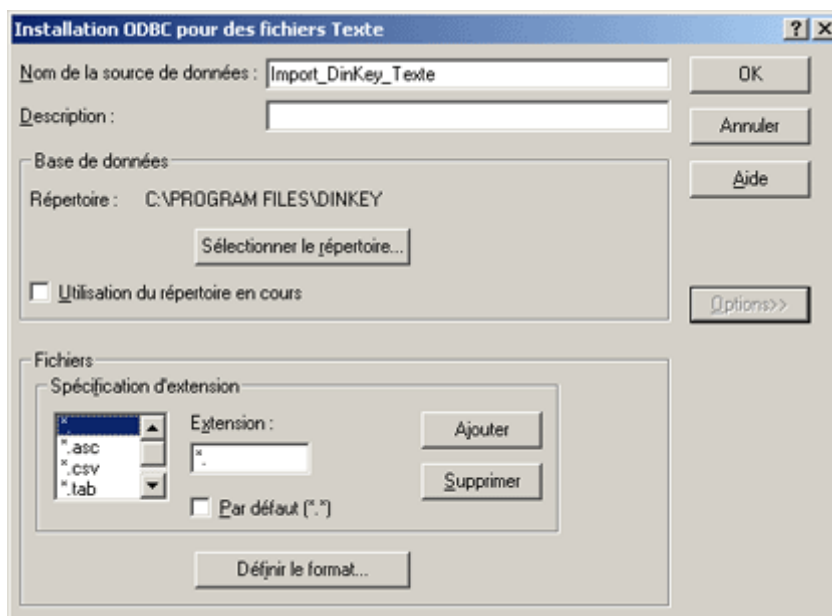 Installation ODBC pour des fichiers Texte
Nom de la source de données : Import_DinKey_Texte
OK
Description :
Annuler
Base de données
Aide
Répertoire : C:\PROGRAM FILES\DINKEY
Sélectionner le répertoire...
Utilisation du répertoire en cours
Options>>
Fichiers
Spécification d'extension
*.
*.asc
*.csv
*.tab
Extension :
*.
Par défaut (*.*)
Ajouter
Supprimer
Définir le format...